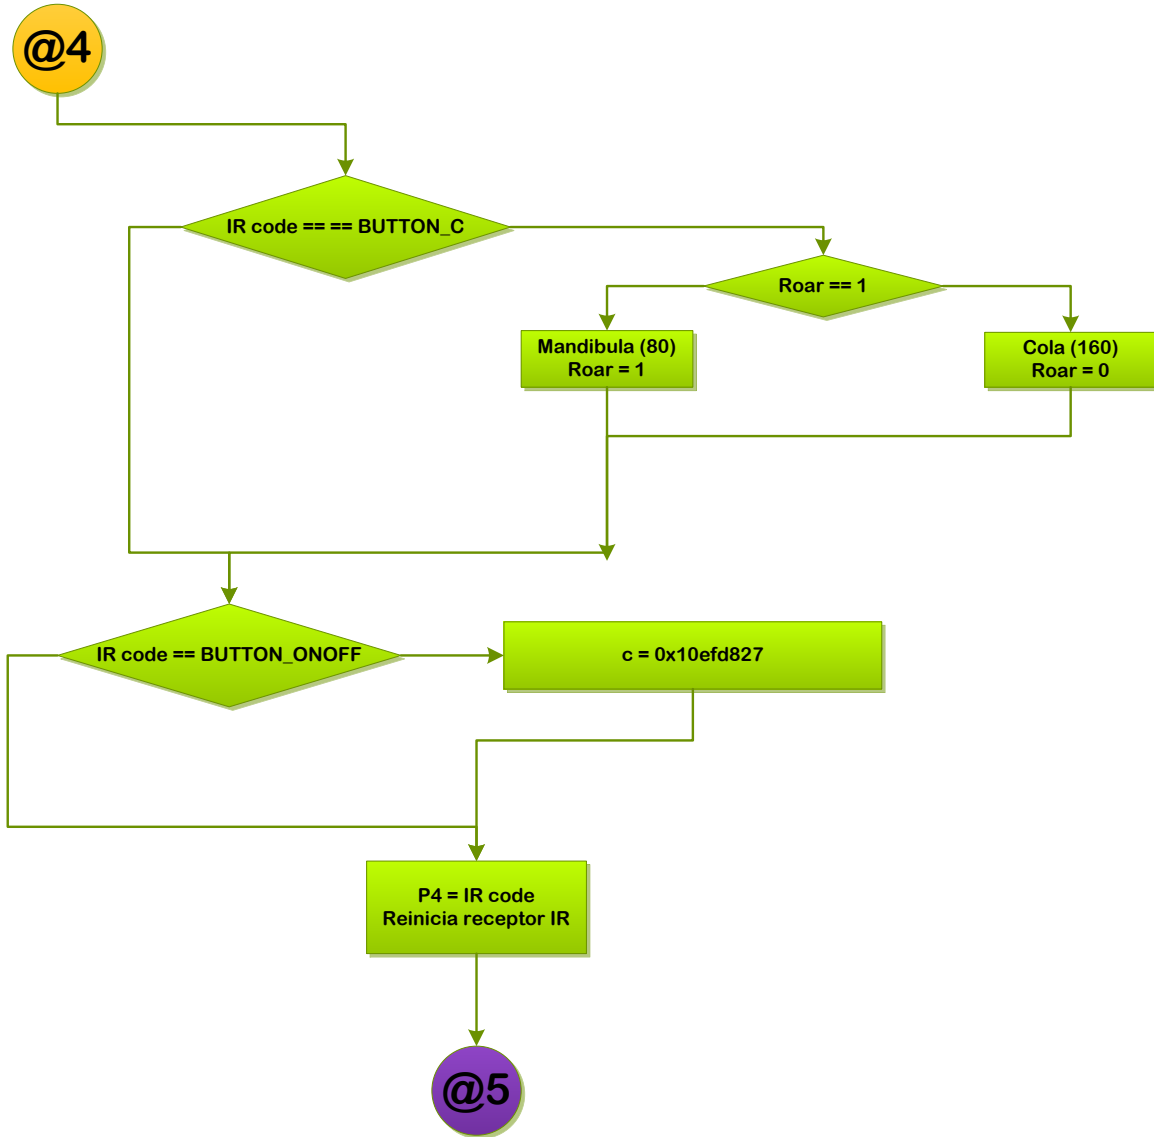 @4
IR code == == BUTTON_C
Roar == 1
Mandibula (80)
Roar = 1
Cola (160)
Roar = 0
IR code == BUTTON_ONOFF
c = 0x10efd827
P4 = IR code
Reinicia receptor IR
@5